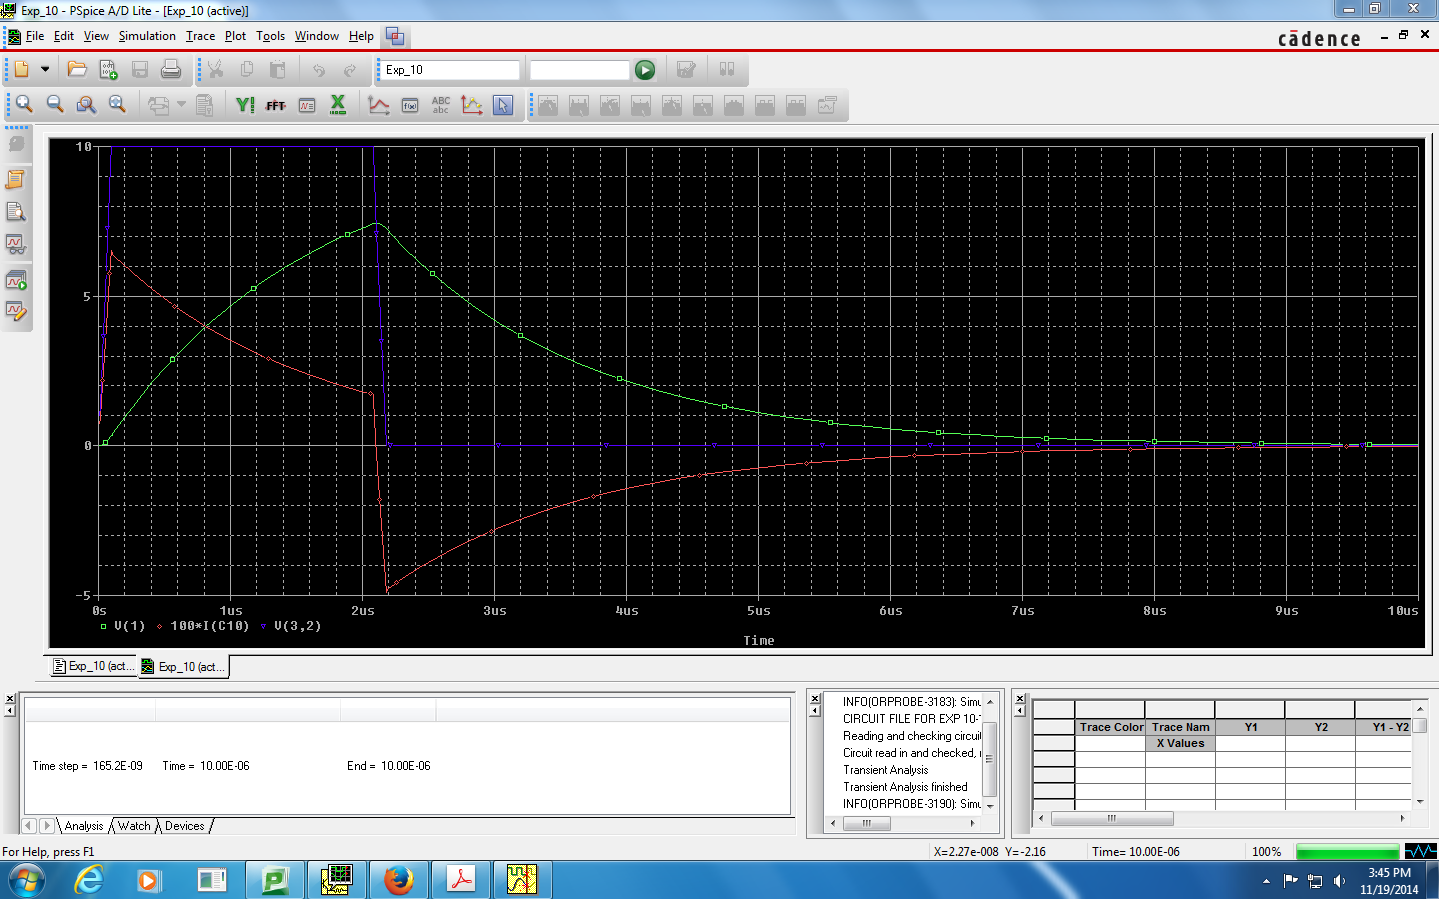 Exp_10 - PSpice A/D Lite - [Exp_10 (active)]
File Edit View Simulation Trace Plot Tools Window Help
cādence
Exp_10
Y! FFT X
f(x) ABC
abc
10
5
0
-5
0s 1us 2us 3us 4us 5us 6us 7us 8us 9us 10us
V(1) 100*I(C10) V(3,2)
Time
Exp_10 (act... Exp_10 (act...
INFO(ORPROBE-3183): Simu
CIRCUIT FILE FOR EXP 10-
Reading and checking circuit
Circuit read in and checked,
Transient Analysis
Transient Analysis finished
INFO(ORPROBE-3190): Simu
Trace Color Trace Nam Y1 Y2 Y1 - Y2
X Values
Time step = 165.2E-09 Time = 10.00E-06 End = 10.00E-06
Analysis Watch Devices
For Help, press F1
X=2.27e-008 Y=-2.16 Time= 10.00E-06 100%
3:45 PM
11/19/2014